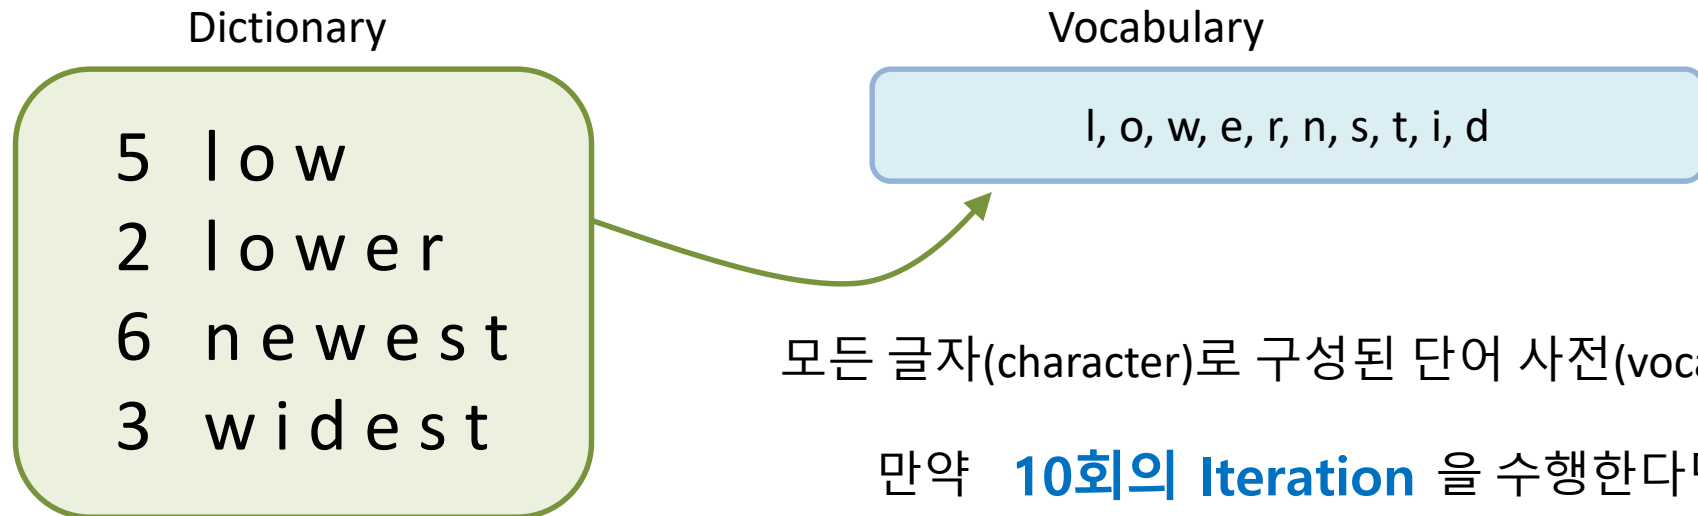 Dictionary
5 l o w
2 l o w e r
6 n e w e s t
3 w i d e s t
Vocabulary
l, o, w, e, r, n, s, t, i, d
모든 글자(character)로 구성된 단어 사전(voca
만약 10회의 Iteration 을 수행한다